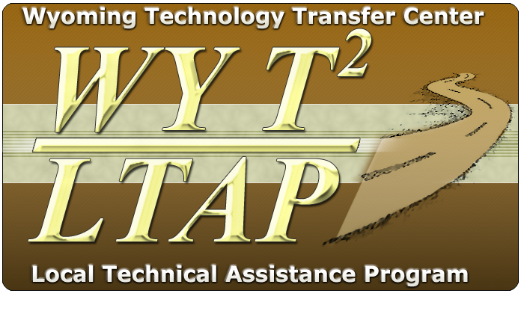 Wyoming Technology Transfer Center
WY T²
LTAP
Local Technical Assistance Program